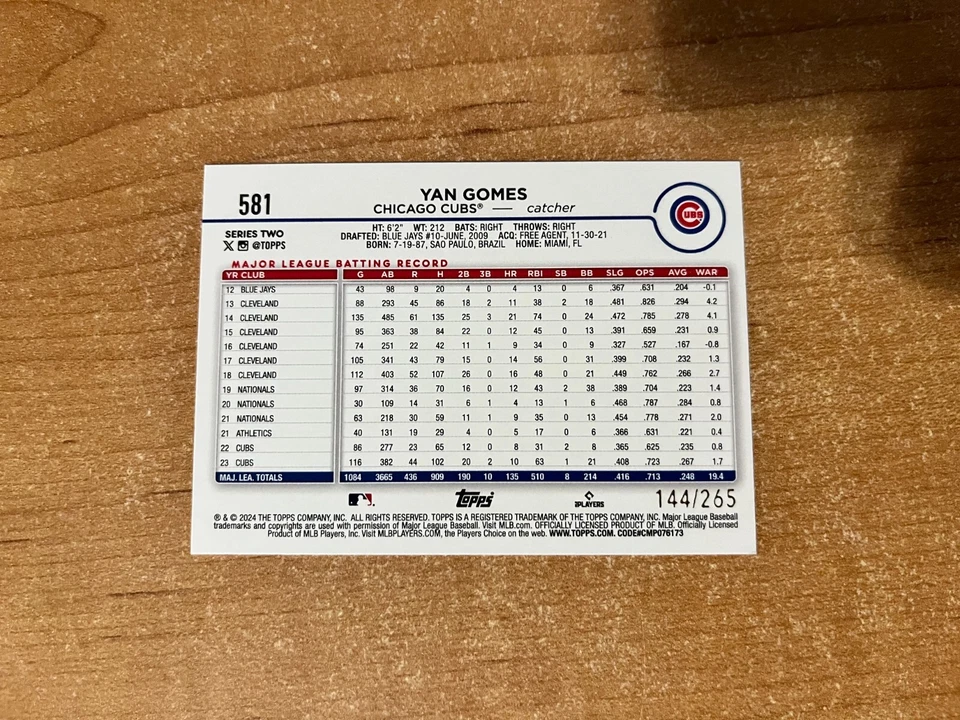 581
YAN GOMES
CHICAGO CUBS® — catcher
CUBS
SERIES TWO
@TOPPS
HT: 6'2" WT: 212 BATS: RIGHT THROWS: RIGHT
DRAFTED: BLUE JAYS #10-JUNE, 2009 ACQ: FREE AGENT, 11-30-21
BORN: 7-19-87, SAO PAULO, BRAZIL HOME: MIAMI, FL
MAJOR LEAGUE BATTING RECORD
YR CLUB G AB R H 2B 3B HR RBI SB BB SLG OPS AVG WAR
12 BLUE JAYS 43 98 9 20 4 0 4 13 0 6 .367 .631 .204 -0.1
13 CLEVELAND 88 293 45 86 18 2 11 38 2 18 .481 .826 .294 4.2
14 CLEVELAND 135 485 61 135 25 3 21 74 0 24 .472 .785 .278 4.1
15 CLEVELAND 95 363 38 84 22 0 12 45 0 13 .391 .659 .231 0.9
16 CLEVELAND 74 251 22 42 11 1 9 34 0 9 .327 .527 .167 -0.8
17 CLEVELAND 105 341 43 79 15 0 14 56 0 31 .399 .708 .232 1.3
18 CLEVELAND 112 403 52 107 26 0 16 48 0 21 .449 .762 .266 2.7
19 NATIONALS 97 314 36 70 16 0 12 43 2 38 .389 .704 .223 1.4
20 NATIONALS 30 109 14 31 6 1 4 13 1 6 .468 .787 .284 0.8
21 NATIONALS 63 218 30 59 11 1 9 35 0 13 .454 .778 .271 2.0
21 ATHLETICS 40 131 19 29 4 0 5 17 0 6 .366 .631 .221 0.4
22 CUBS 86 277 23 65 12 0 8 31 2 8 .365 .625 .235 0.8
23 CUBS 116 382 44 102 20 2 10 63 1 21 .408 .723 .267 1.7
MAJ. LEA. TOTALS 1084 3665 436 909 190 10 135 510 8 214 .416 .713 .248 19.4
topps PLAYERS 144/265
® & © 2024 THE TOPPS COMPANY, INC. ALL RIGHTS RESERVED. TOPPS IS A REGISTERED TRADEMARK OF THE TOPPS COMPANY, INC. Major League Baseball
trademarks and copyrights are used with permission of Major League Baseball. Visit MLB.com. OFFICIALLY LICENSED PRODUCT OF MLB. Officially Licensed
Product of MLB Players, Inc. Visit MLBPLAYERS.COM, the Players Choice on the web. WWW.TOPPS.COM. CODE#CMP076173